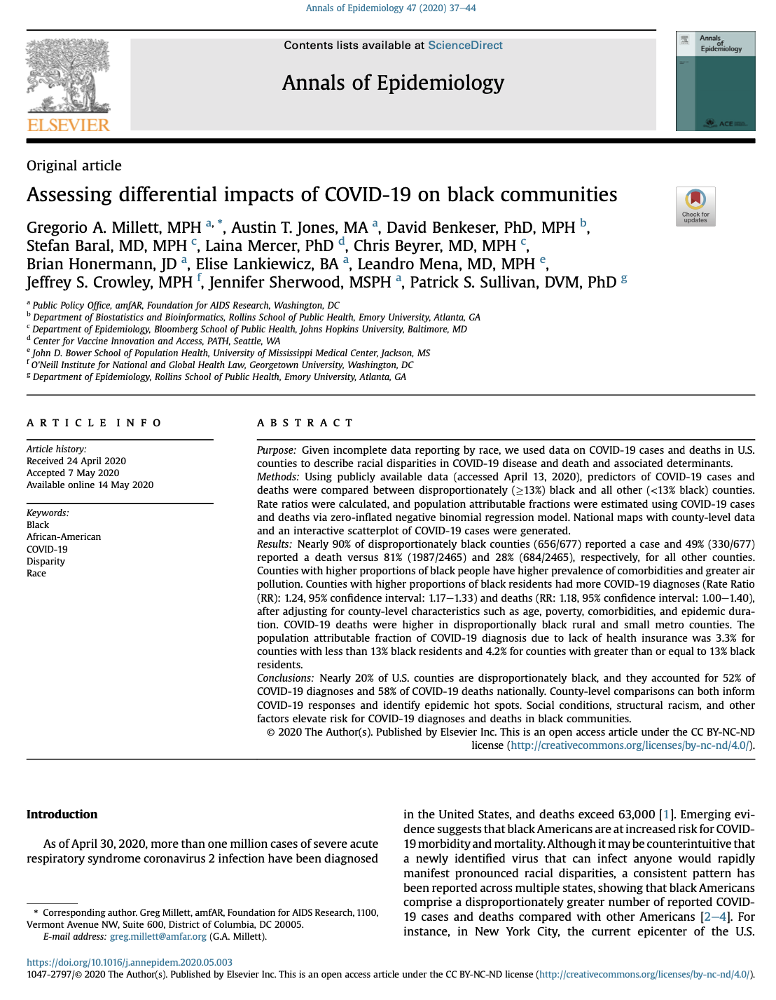 Annals of Epidemiology 47 (2020) 37–44
Contents lists available at ScienceDirect
Annals of Epidemiology
ELSEVIER
Annals
of
Epidemiology
ACE
Original article
Assessing differential impacts of COVID-19 on black communities
Check for
updates
Gregorio A. Millett, MPH a, *, Austin T. Jones, MA a, David Benkeser, PhD, MPH b,
Stefan Baral, MD, MPH c, Laina Mercer, PhD d, Chris Beyrer, MD, MPH c,
Brian Honermann, JD a, Elise Lankiewicz, BA a, Leandro Mena, MD, MPH e,
Jeffrey S. Crowley, MPH f, Jennifer Sherwood, MSPH a, Patrick S. Sullivan, DVM, PhD g
a Public Policy Office, amfAR, Foundation for AIDS Research, Washington, DC
b Department of Biostatistics and Bioinformatics, Rollins School of Public Health, Emory University, Atlanta, GA
c Department of Epidemiology, Bloomberg School of Public Health, Johns Hopkins University, Baltimore, MD
d Center for Vaccine Innovation and Access, PATH, Seattle, WA
e John D. Bower School of Population Health, University of Mississippi Medical Center, Jackson, MS
f O'Neill Institute for National and Global Health Law, Georgetown University, Washington, DC
g Department of Epidemiology, Rollins School of Public Health, Emory University, Atlanta, GA
ARTICLE INFO
Article history:
Received 24 April 2020
Accepted 7 May 2020
Available online 14 May 2020
Keywords:
Black
African-American
COVID-19
Disparity
Race
ABSTRACT
Purpose: Given incomplete data reporting by race, we used data on COVID-19 cases and deaths in U.S.
counties to describe racial disparities in COVID-19 disease and death and associated determinants.
Methods: Using publicly available data (accessed April 13, 2020), predictors of COVID-19 cases and
deaths were compared between disproportionately (≥13%) black and all other (<13% black) counties.
Rate ratios were calculated, and population attributable fractions were estimated using COVID-19 cases
and deaths via zero-inflated negative binomial regression model. National maps with county-level data
and an interactive scatterplot of COVID-19 cases were generated.
Results: Nearly 90% of disproportionately black counties (656/677) reported a case and 49% (330/677)
reported a death versus 81% (1987/2465) and 28% (684/2465), respectively, for all other counties.
Counties with higher proportions of black people have higher prevalence of comorbidities and greater air
pollution. Counties with higher proportions of black residents had more COVID-19 diagnoses (Rate Ratio
(RR): 1.24, 95% confidence interval: 1.17–1.33) and deaths (RR: 1.18, 95% confidence interval: 1.00–1.40),
after adjusting for county-level characteristics such as age, poverty, comorbidities, and epidemic dura-
tion. COVID-19 deaths were higher in disproportionally black rural and small metro counties. The
population attributable fraction of COVID-19 diagnosis due to lack of health insurance was 3.3% for
counties with less than 13% black residents and 4.2% for counties with greater than or equal to 13% black
residents.
Conclusions: Nearly 20% of U.S. counties are disproportionately black, and they accounted for 52% of
COVID-19 diagnoses and 58% of COVID-19 deaths nationally. County-level comparisons can both inform
COVID-19 responses and identify epidemic hot spots. Social conditions, structural racism, and other
factors elevate risk for COVID-19 diagnoses and deaths in black communities.
© 2020 The Author(s). Published by Elsevier Inc. This is an open access article under the CC BY-NC-ND
license (http://creativecommons.org/licenses/by-nc-nd/4.0/).
Introduction
As of April 30, 2020, more than one million cases of severe acute
respiratory syndrome coronavirus 2 infection have been diagnosed
* Corresponding author. Greg Millett, amfAR, Foundation for AIDS Research, 1100,
Vermont Avenue NW, Suite 600, District of Columbia, DC 20005.
E-mail address: greg.millett@amfar.org (G.A. Millett).
in the United States, and deaths exceed 63,000 [1]. Emerging evi-
dence suggests that black Americans are at increased risk for COVID-
19 morbidity and mortality. Although it may be counterintuitive that
a newly identified virus that can infect anyone would rapidly
manifest pronounced racial disparities, a consistent pattern has
been reported across multiple states, showing that black Americans
comprise a disproportionately greater number of reported COVID-
19 cases and deaths compared with other Americans [2–4]. For
instance, in New York City, the current epicenter of the U.S.
https://doi.org/10.1016/j.annepidem.2020.05.003
1047-2797/© 2020 The Author(s). Published by Elsevier Inc. This is an open access article under the CC BY-NC-ND license (http://creativecommons.org/licenses/by-nc-nd/4.0/).